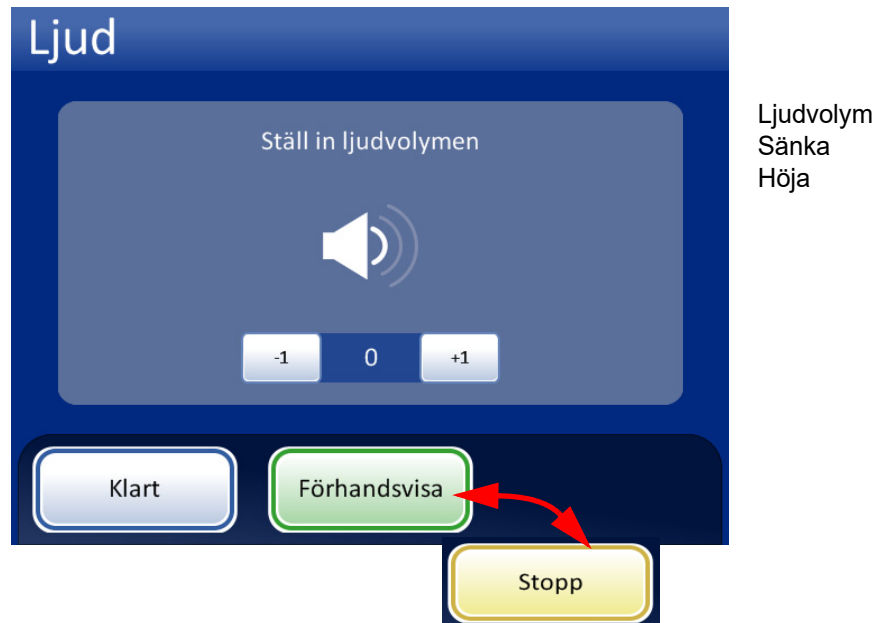 Ljud
Ställ in ljudvolymen
-1 0 +1
Klart Förhandsvisa
Stopp
Ljudvolym
Sänka
Höja